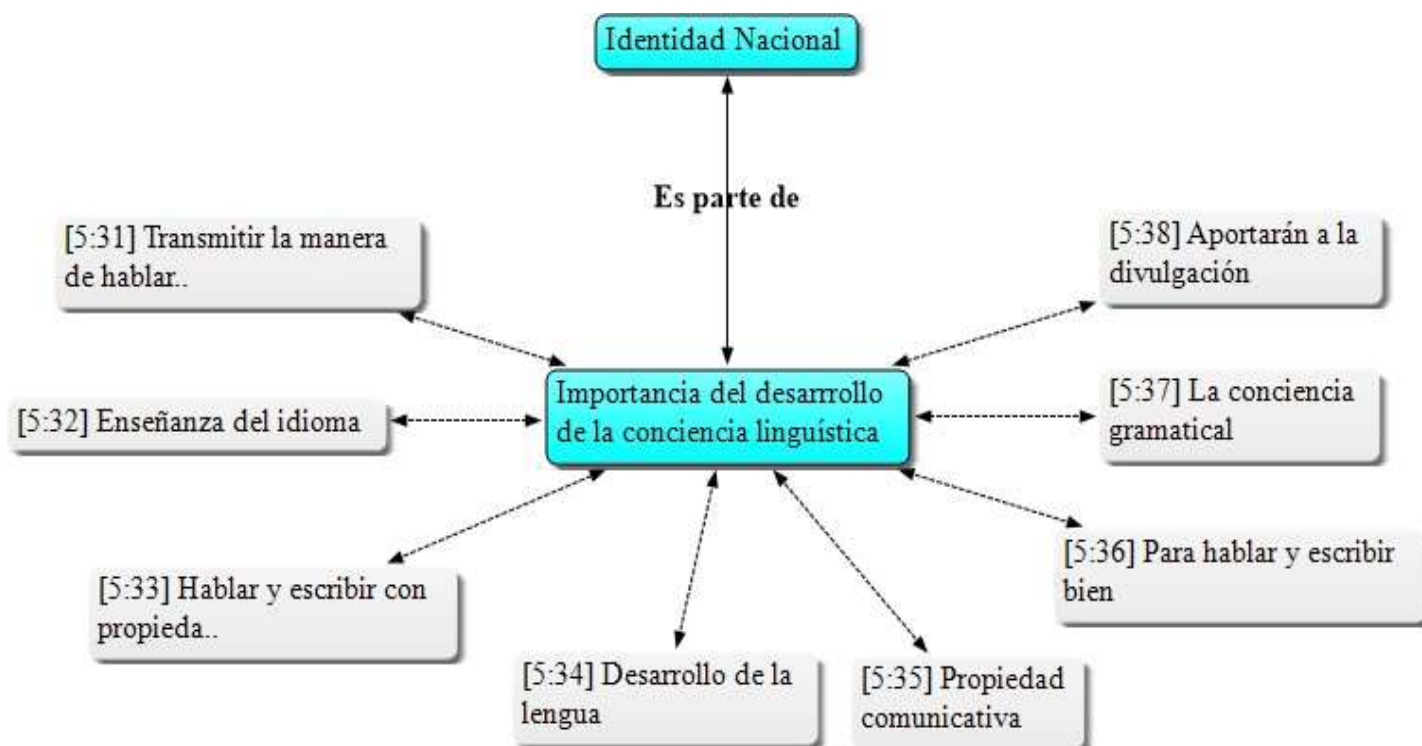 Identidad Nacional
Es parte de
[5:31] Transmitir la manera
de hablar..
[5:38] Aportarán a la
divulgación
Importancia del desarrollo
de la conciencia linguística
[5:32] Enseñanza del idioma
[5:37] La conciencia
gramatical
[5:33] Hablar y escribir con
propieda..
[5:36] Para hablar y escribir
bien
[5:34] Desarrollo de la
lengua
[5:35] Propiedad
comunicativa